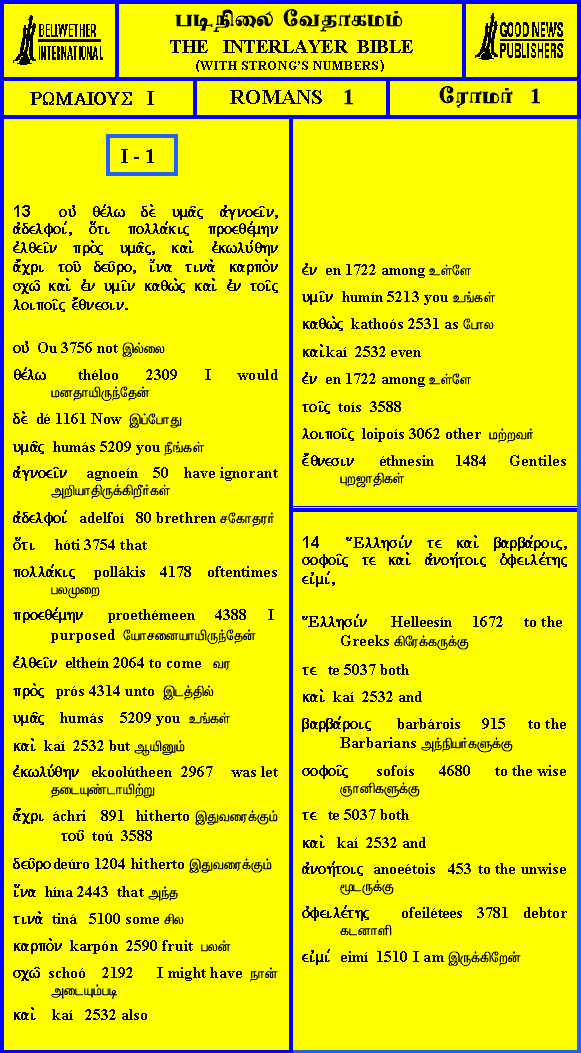 BELLWETHER
INTERNATIONAL
படிநிலை வேதாகமம்
THE INTERLAYER BIBLE
(WITH STRONG'S NUMBERS)
GOOD NEWS
PUBLISHERS
ΡΩΜΑΙΟΥΣ Ι
ROMANS 1
ரோமர் 1
I - 1
13 οὐ θέλω δὲ υμᾶς ἀγνοεῖν,
ἀδελφοί, ὅτι πολλάκις προεθέμην
ἐλθεῖν πρὸς υμᾶς, καὶ ἐκωλύθην
ἄχρι τοῦ δεῦρο, ἵνα τινὰ καρπὸν
σχῶ καὶ ἐν υμῖν καθὼς καὶ ἐν τοῖς
λοιποῖς ἔθνεσιν.
οὐ Ou 3756 not இல்லை
θέλω théloo 2309 I would
மனதாயிருந்தேன்
δὲ dé 1161 Now இப்போது
υμᾶς humás 5209 you நீங்கள்
ἀγνοεῖν agnoeín 50 have ignorant
அறியாதிருக்கிறீர்கள்
ἀδελφοί adelfoí 80 brethren சகோதரர்
ὅτι hóti 3754 that
πολλάκις pollákis 4178 oftentimes
பலமுறை
προεθέμην proethémeen 4388 I
purposed யோசனையாயிருந்தேன்
ἐλθεῖν eltheín 2064 to come வர
πρὸς prós 4314 unto இடத்தில்
υμᾶς humás 5209 you உங்கள்
καὶ kaí 2532 but ஆயினும்
ἐκωλύθην ekoolútheen 2967 was let
தடையுண்டாயிற்று
ἄχρι áchri 891 hitherto இதுவரைக்கும்
τοῦ toú 3588
δεῦρο deúro 1204 hitherto இதுவரைக்கும்
ἵνα hína 2443 that அந்த
τινὰ tiná 5100 some சில
καρπὸν karpón 2590 fruit பலன்
σχῶ schoó 2192 I might have நான்
அடையும்படி
καὶ kaí 2532 also
ἐν en 1722 among உள்ளே
υμῖν humín 5213 you உங்கள்
καθὼς kathoós 2531 as போல
καὶ kaí 2532 even
ἐν en 1722 among உள்ளே
τοῖς toís 3588
λοιποῖς loipoís 3062 other மற்றவர்
ἔθνεσιν éthnesin 1484 Gentiles
புறஜாதிகள்
14 Ἕλλησίν τε καὶ βαρβάροις,
σοφοῖς τε καὶ ἀνοήτοις ὀφειλέτης
εἰμί,
Ἕλλησίν Helleesín 1672 to the
Greeks கிரேக்கருக்கு
τε te 5037 both
καὶ kaí 2532 and
βαρβάροις barbárois 915 to the
Barbarians அந்நியர்களுக்கு
σοφοῖς sofoís 4680 to the wise
ஞானிகளுக்கு
τε te 5037 both
καὶ kaí 2532 and
ἀνοήτοις anoeétois 453 to the unwise
மூடருக்கு
ὀφειλέτης ofeilétees 3781 debtor
கடனாளி
εἰμί eimí 1510 I am இருக்கிறேன்